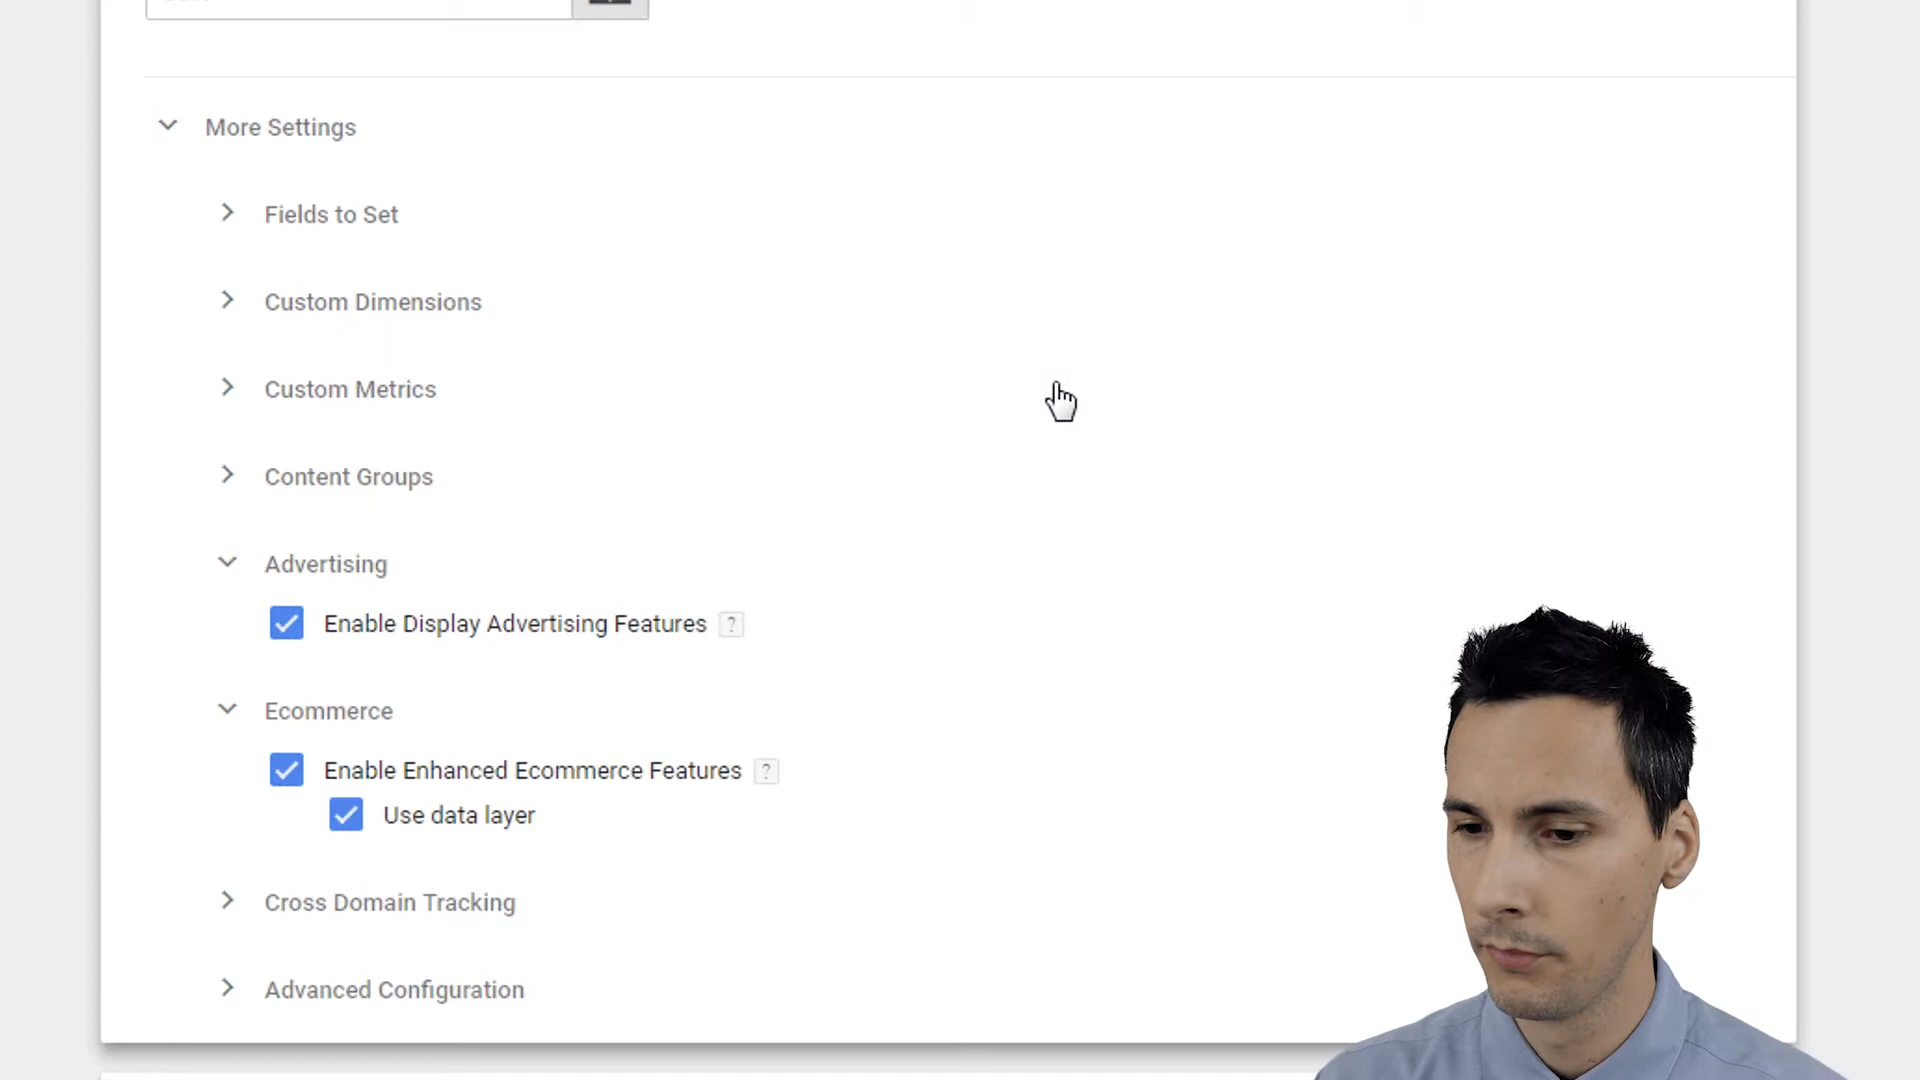 More Settings
Fields to Set
Custom Dimensions
Custom Metrics
Content Groups
Advertising
Enable Display Advertising Features ?
Ecommerce
Enable Enhanced Ecommerce Features ?
Use data layer
Cross Domain Tracking
Advanced Configuration